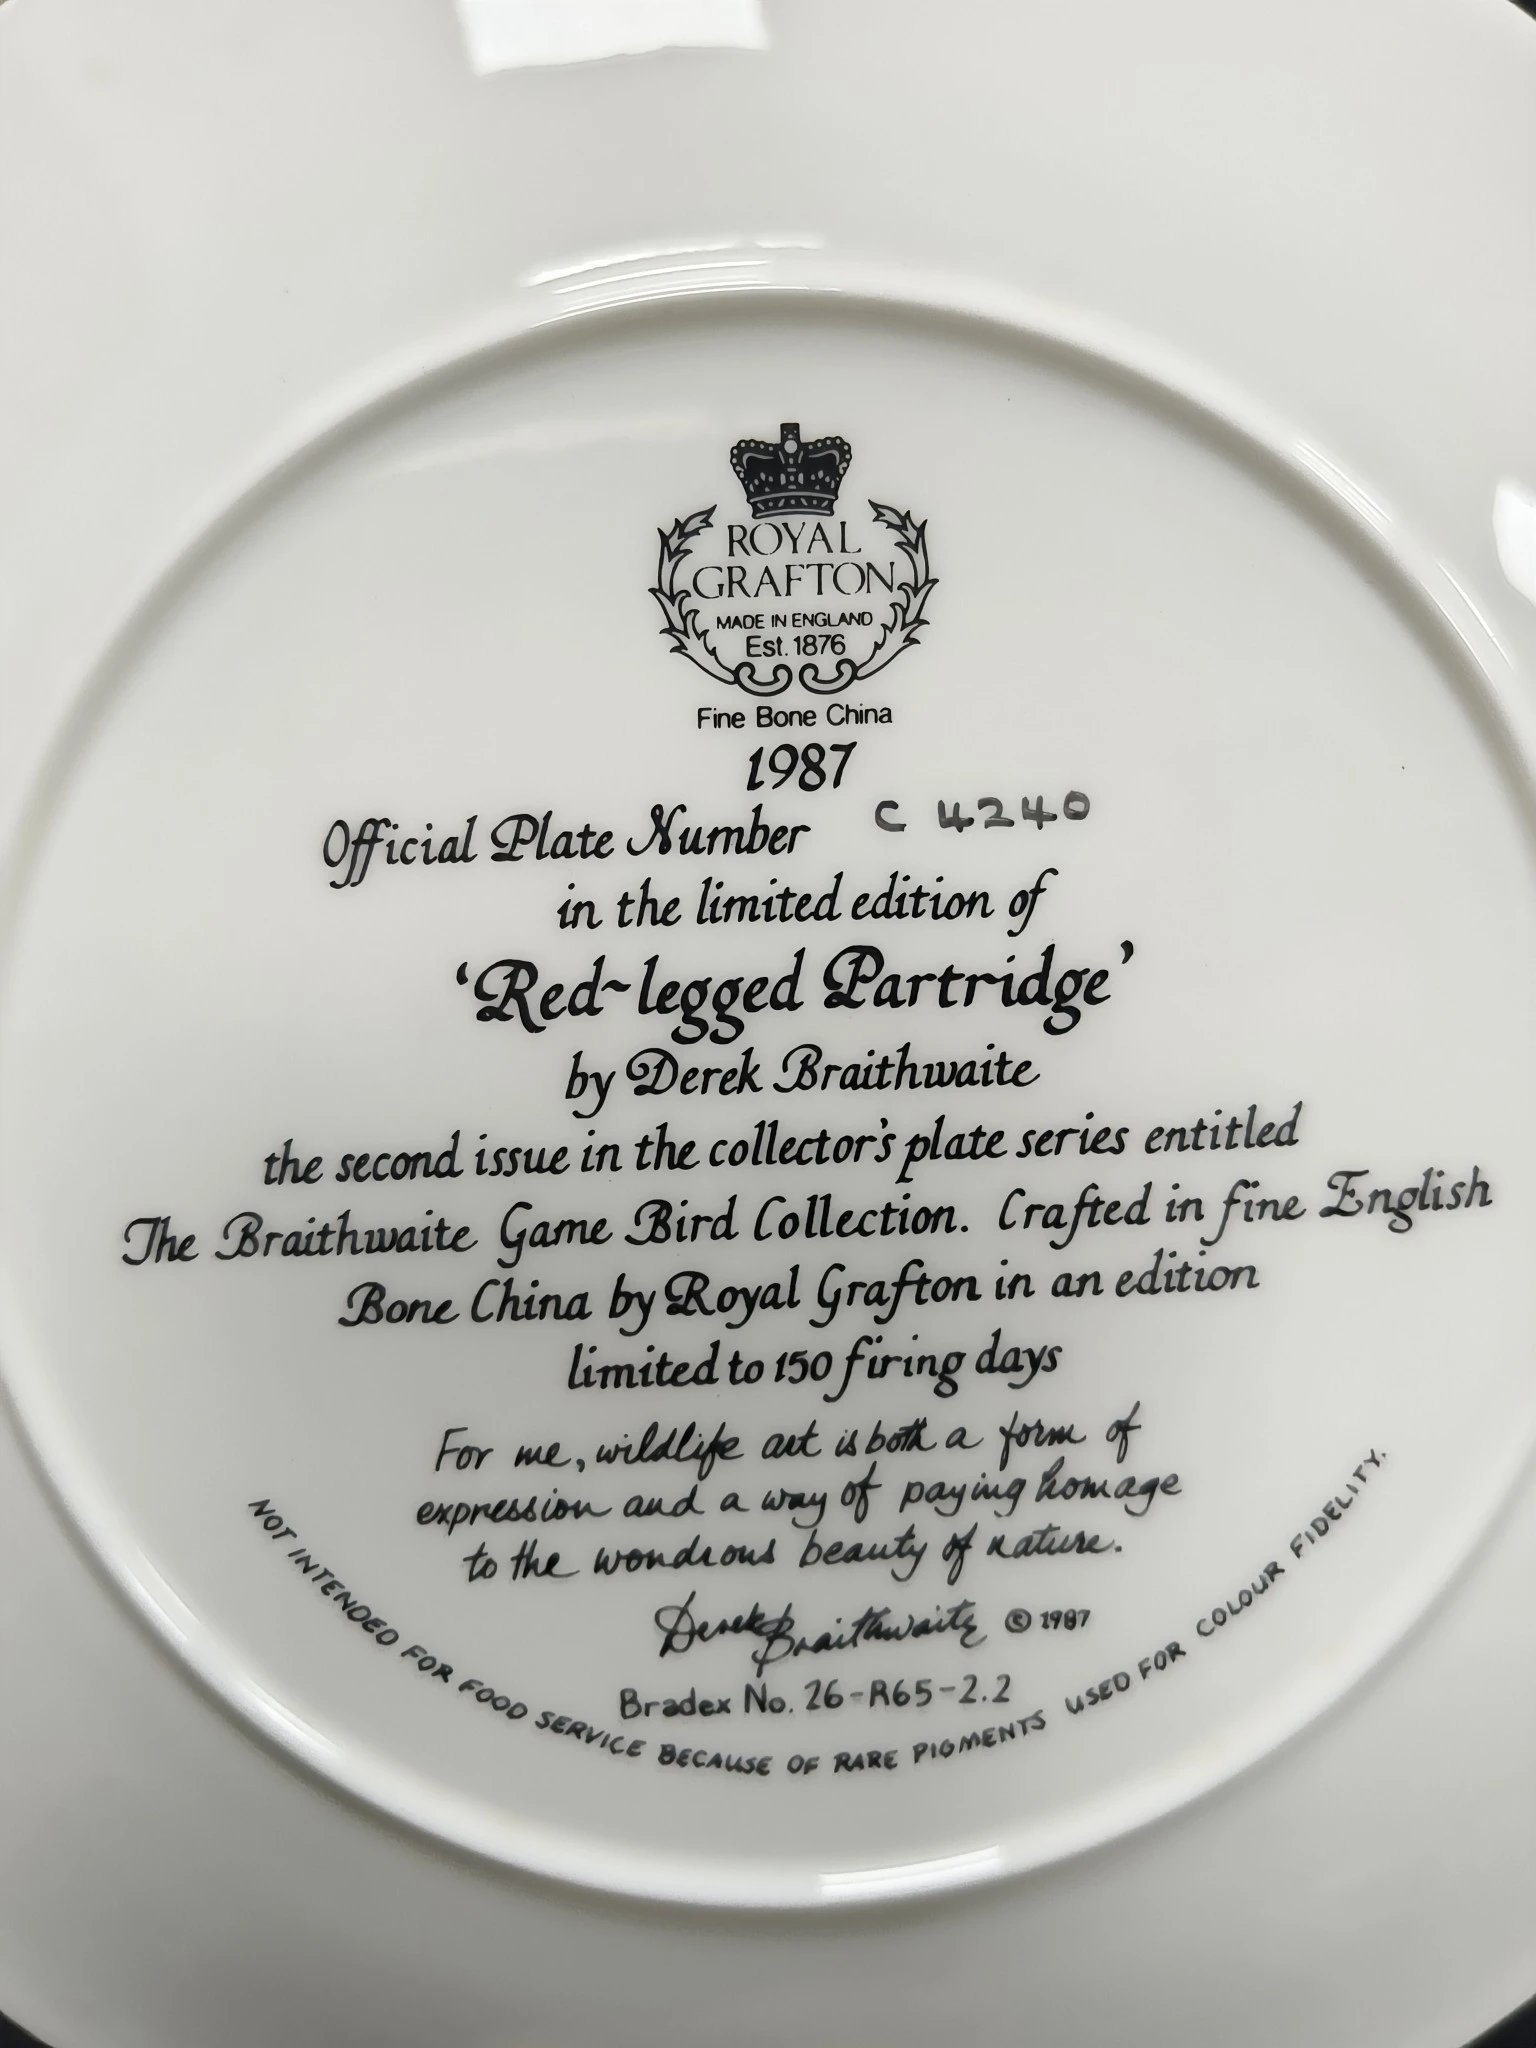 ROYAL
GRAFTON
MADE IN ENGLAND
Est. 1876
Fine Bone China
1987
Official Plate Number C 4240
in the limited edition of
‘Red~legged Partridge’
by Derek Braithwaite
the second issue in the collector's plate series entitled
The Braithwaite Game Bird Collection. Crafted in fine English
Bone China by Royal Grafton in an edition
limited to 150 firing days
For me, wildlife art is both a form of
expression and a way of paying homage
to the wondrous beauty of nature.
Derek Braithwaite © 1987
Bradex No. 26-R65-2.2
NOT INTENDED FOR FOOD SERVICE BECAUSE OF RARE PIGMENTS USED FOR COLOUR FIDELITY.